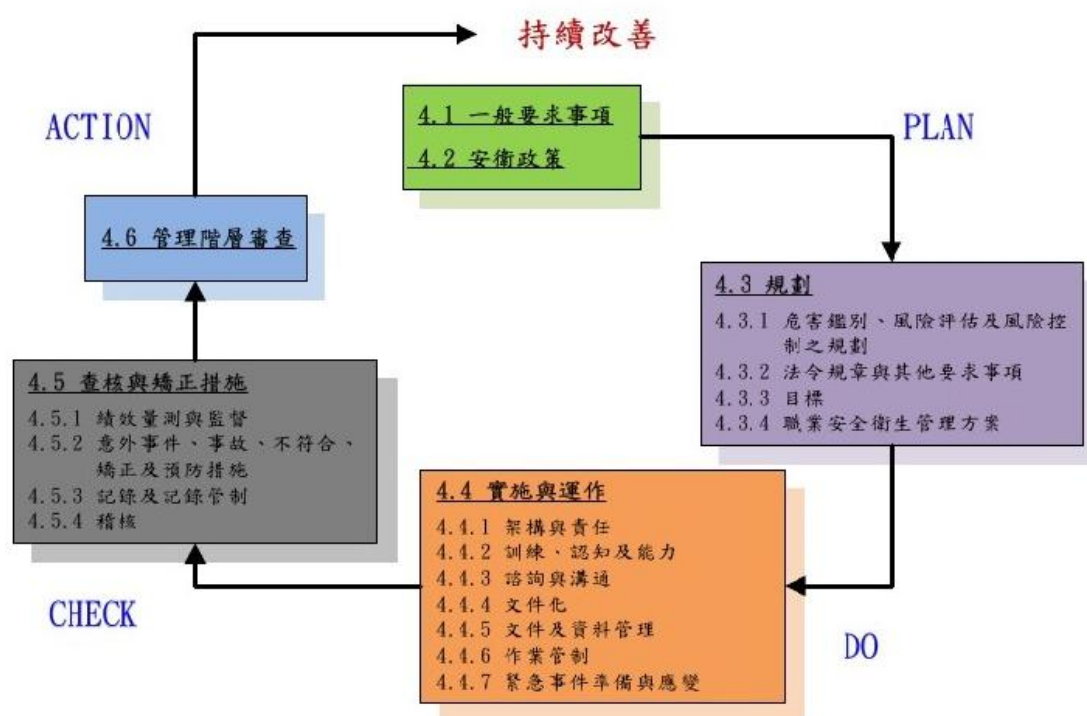 持續改善
ACTION
4.1 一般要求事項
4.2 安衛政策
PLAN
4.6 管理階層審查
4.3 規劃
4.3.1 危害鑑別、風險評估及風險控
制之規劃
4.3.2 法令規章與其他要求事項
4.3.3 目標
4.3.4 職業安全衛生管理方案
4.5 查核與矯正措施
4.5.1 績效量測與監督
4.5.2 意外事件、事故、不符合、
矯正及預防措施
4.5.3 記錄及記錄管制
4.5.4 稽核
4.4 實施與運作
4.4.1 架構與責任
4.4.2 訓練、認知及能力
4.4.3 諮詢與溝通
4.4.4 文件化
4.4.5 文件及資料管理
4.4.6 作業管制
4.4.7 緊急事件準備與應變
CHECK
DO